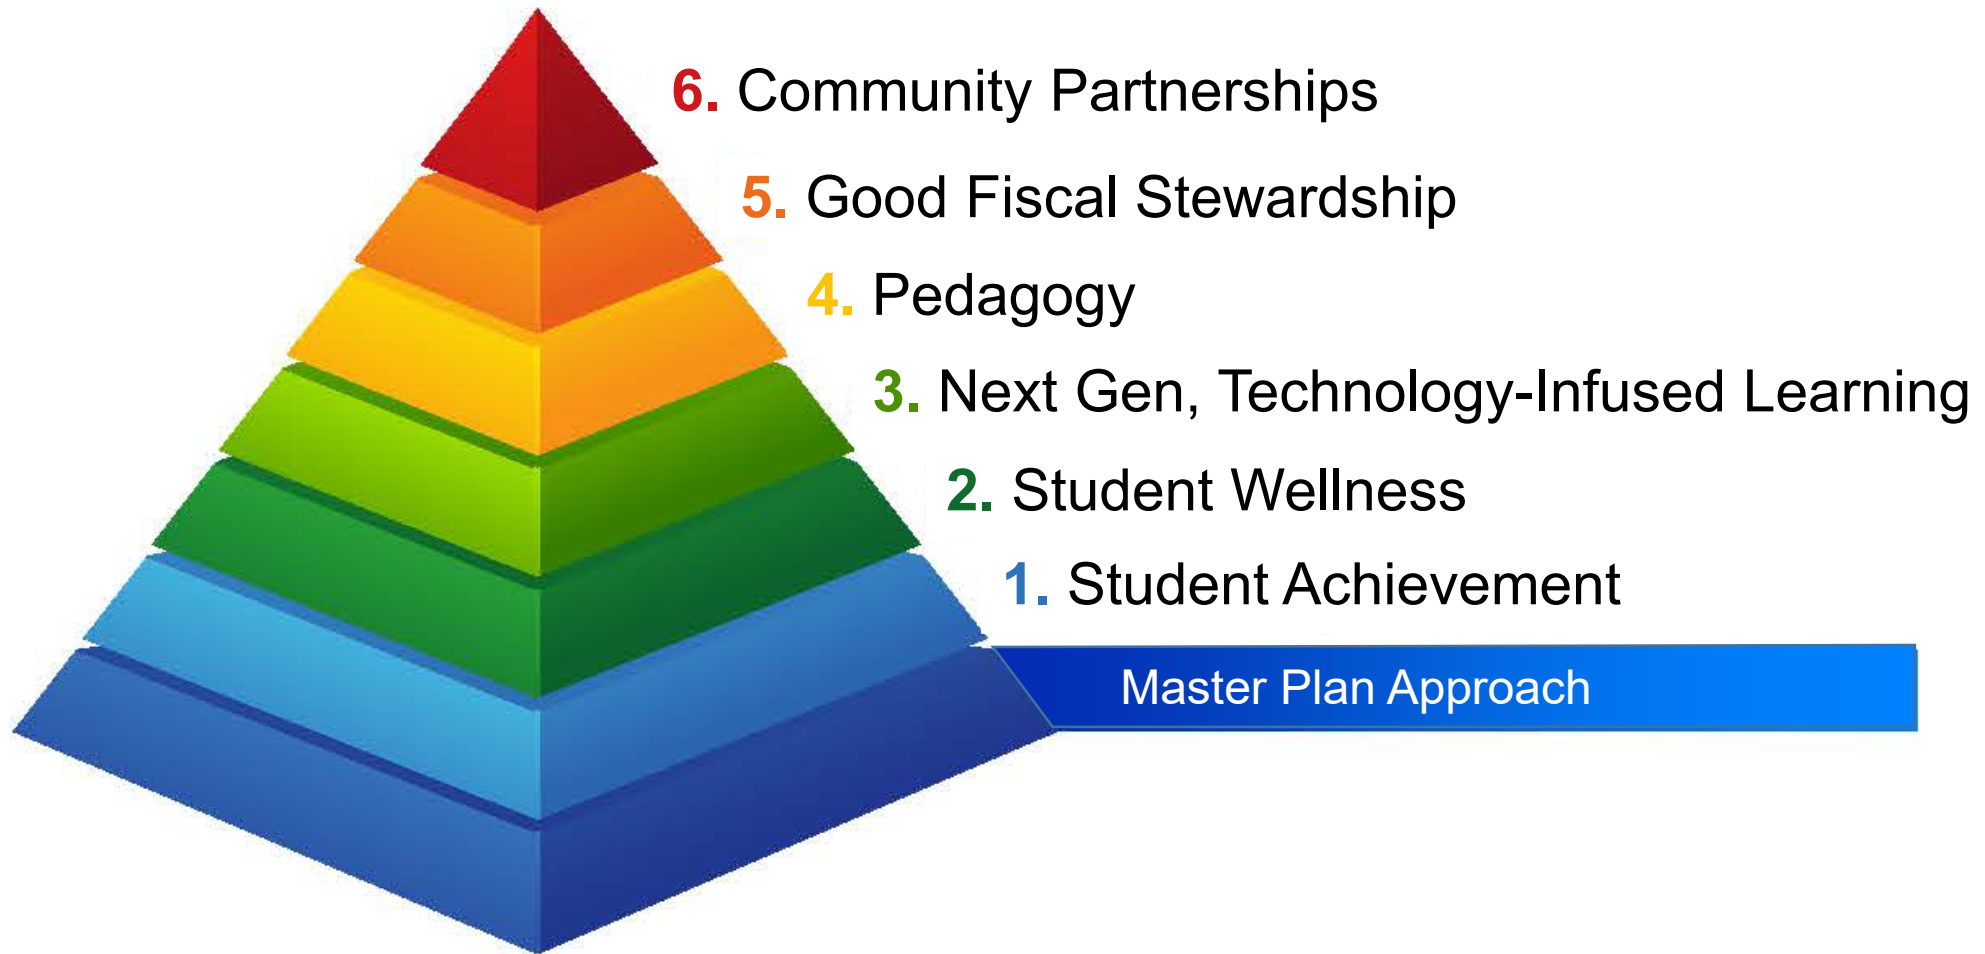 6. Community Partnerships
5. Good Fiscal Stewardship
4. Pedagogy
3. Next Gen, Technology-Infused Learning
2. Student Wellness
1. Student Achievement
Master Plan Approach